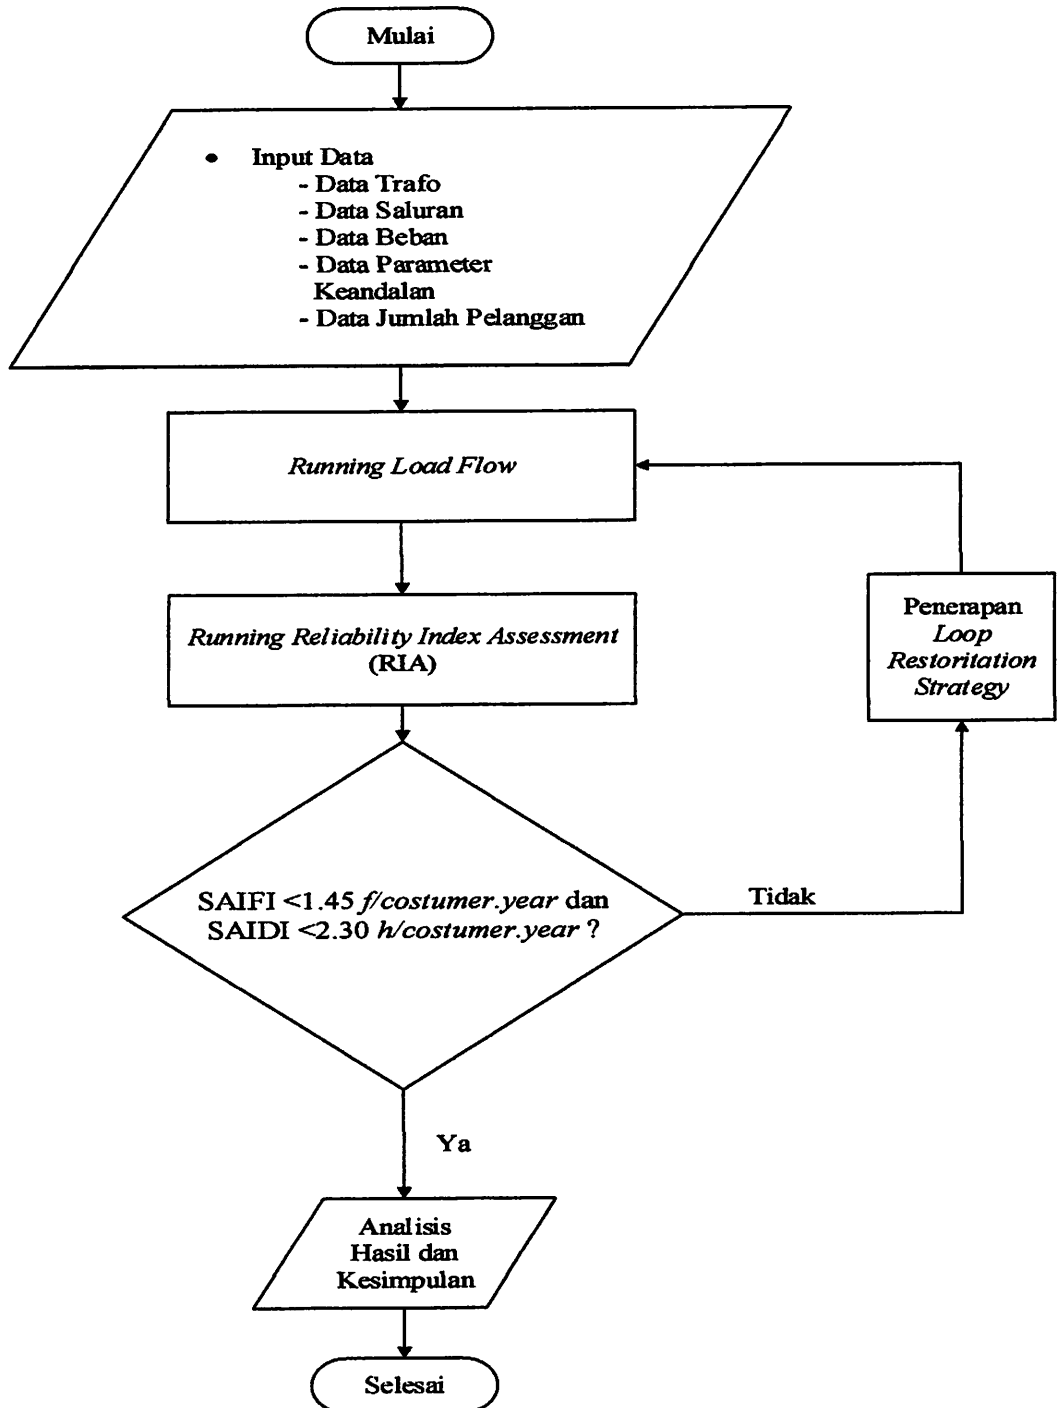 Mulai
• Input Data
- Data Trafo
- Data Saluran
- Data Beban
- Data Parameter
Keandalan
- Data Jumlah Pelanggan
Running Load Flow
Running Reliability Index Assessment
(RIA)
Penerapan
Loop
Restoritation
Strategy
SAIFI <1.45 f/costumer.year dan
SAIDI <2.30 h/costumer.year ?
Tidak
Ya
Analisis
Hasil dan
Kesimpulan
Selesai